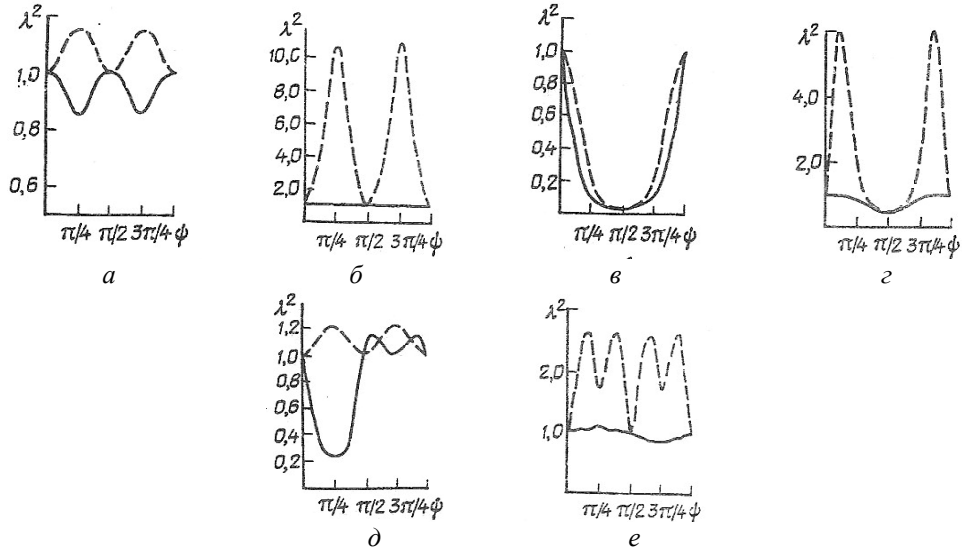 λ²
1,0
0,8
0,6
π/4 π/2 3π/4 ψ
а
λ²
10,0
8,0
6,0
4,0
2,0
π/4 π/2 3π/4 ψ
б
λ²
1,0
0,8
0,6
0,4
0,2
π/4 π/2 3π/4 ψ
в
λ²
4,0
2,0
π/4 π/2 3π/4 ψ
г
λ²
1,2
1,0
0,8
0,6
0,4
0,2
π/4 π/2 3π/4 ψ
д
λ²
2,0
1,0
π/4 π/2 3π/4 ψ
е